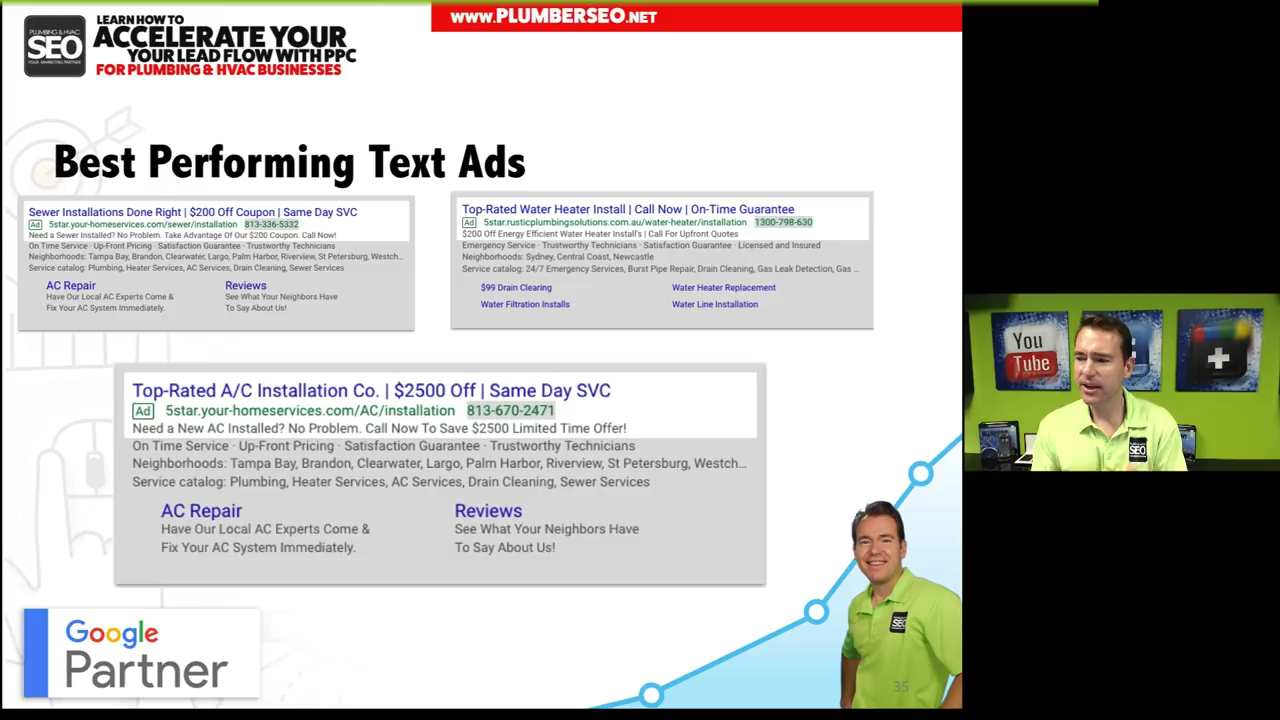 www.PLUMBERSEO.NET
PLUMBING & HVAC
SEO
YOUR MARKETING PARTNER
LEARN HOW TO
ACCELERATE YOUR
YOUR LEAD FLOW WITH PPC
FOR PLUMBING & HVAC BUSINESSES
Best Performing Text Ads
Sewer Installations Done Right | $200 Off Coupon | Same Day SVC
Ad 5star.your-homeservices.com/sewer/installation 813-336-5332
Need a Sewer Installed? No Problem. Take Advantage Of Our $200 Coupon. Call Now!
On Time Service · Up-Front Pricing · Satisfaction Guarantee · Trustworthy Technicians
Neighborhoods: Tampa Bay, Brandon, Clearwater, Largo, Palm Harbor, Riverview, St Petersburg, Westch...
Service catalog: Plumbing, Heater Services, AC Services, Drain Cleaning, Sewer Services
AC Repair
Have Our Local AC Experts Come &
Fix Your AC System Immediately.
Reviews
See What Your Neighbors Have
To Say About Us!
Top-Rated Water Heater Install | Call Now | On-Time Guarantee
Ad 5star.rusticplumbingsolutions.com.au/water-heater/installation 1300-798-630
$200 Off Energy Efficient Water Heater Install's | Call For Upfront Quotes
Emergency Service · Trustworthy Technicians · Satisfaction Guarantee · Licensed and Insured
Neighborhoods: Sydney, Central Coast, Newcastle
Service catalog: 24/7 Emergency Services, Burst Pipe Repair, Drain Cleaning, Gas Leak Detection, Gas ...
$99 Drain Clearing
Water Heater Replacement
Water Filtration Installs
Water Line Installation
Top-Rated A/C Installation Co. | $2500 Off | Same Day SVC
Ad 5star.your-homeservices.com/AC/installation 813-670-2471
Need a New AC Installed? No Problem. Call Now To Save $2500 Limited Time Offer!
On Time Service · Up-Front Pricing · Satisfaction Guarantee · Trustworthy Technicians
Neighborhoods: Tampa Bay, Brandon, Clearwater, Largo, Palm Harbor, Riverview, St Petersburg, Westch...
Service catalog: Plumbing, Heater Services, AC Services, Drain Cleaning, Sewer Services
AC Repair
Have Our Local AC Experts Come &
Fix Your AC System Immediately.
Reviews
See What Your Neighbors Have
To Say About Us!
You
Tube
SEO
SEO
Google
Partner
35